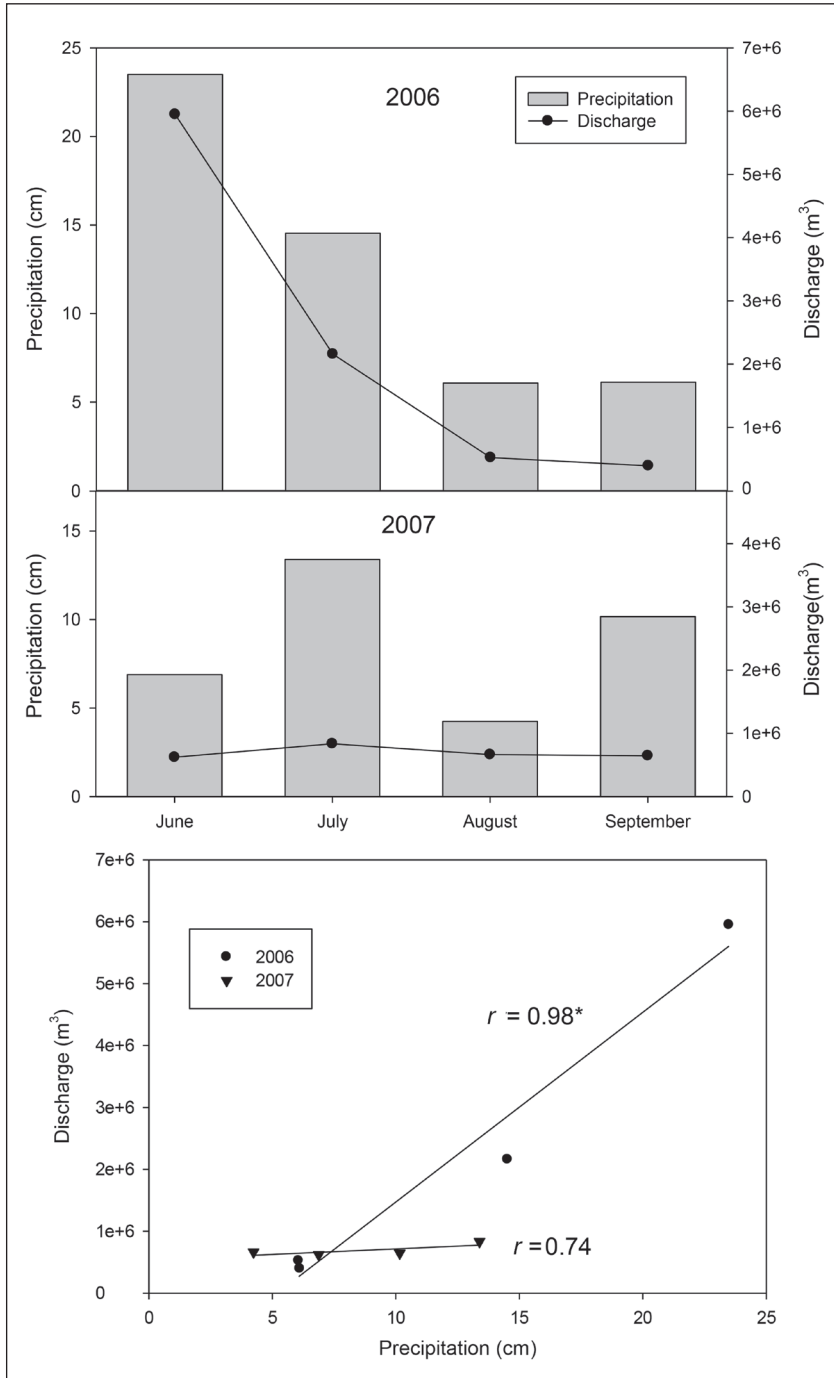 2006
Precipitation
Discharge
Precipitation (cm)
25
20
15
10
5
0
7e+6
6e+6
5e+6
4e+6
3e+6
2e+6
1e+6
0
Discharge (m³)
2007
Precipitation (cm)
15
10
5
0
4e+6
3e+6
2e+6
1e+6
0
Discharge(m³)
June July August September
Discharge (m³)
7e+6
6e+6
5e+6
4e+6
3e+6
2e+6
1e+6
0
2006
2007
r = 0.98*
r = 0.74
0 5 10 15 20 25
Precipitation (cm)